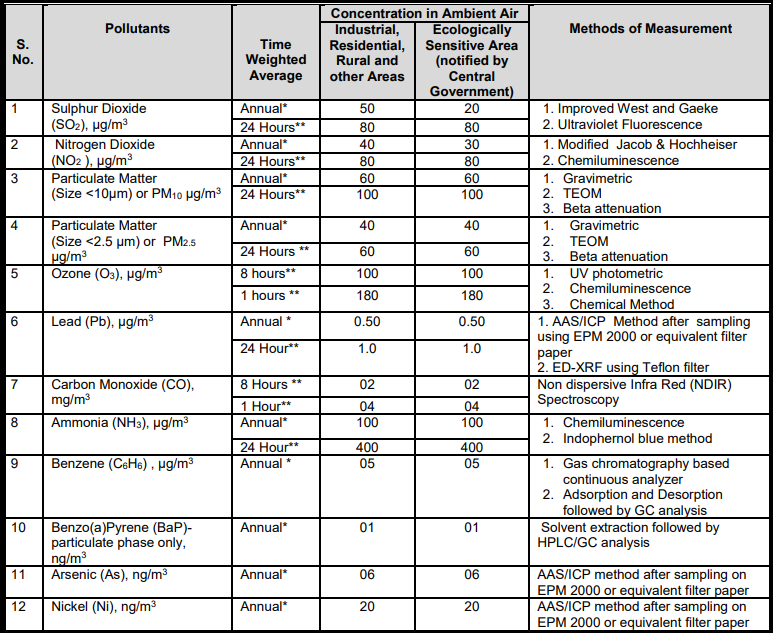 S. No. | Pollutants | Time Weighted Average | Concentration in Ambient Air | Methods of Measurement
Industrial, Residential, Rural and other Areas | Ecologically Sensitive Area (notified by Central Government)
1 | Sulphur Dioxide (SO2), µg/m3 | Annual* | 50 | 20 | 1. Improved West and Gaeke
24 Hours** | 80 | 80 | 2. Ultraviolet Fluorescence
2 | Nitrogen Dioxide (NO2 ), µg/m3 | Annual* | 40 | 30 | 1. Modified Jacob & Hochheiser
24 Hours** | 80 | 80 | 2. Chemiluminescence
3 | Particulate Matter (Size <10µm) or PM10 µg/m3 | Annual* | 60 | 60 | 1. Gravimetric
24 Hours** | 100 | 100 | 2. TEOM
3. Beta attenuation
4 | Particulate Matter (Size <2.5 µm) or PM2.5 µg/m3 | Annual* | 40 | 40 | 1. Gravimetric
2. TEOM
24 Hours ** | 60 | 60 | 3. Beta attenuation
5 | Ozone (O3), µg/m3 | 8 hours** | 100 | 100 | 1. UV photometric
1 hours ** | 180 | 180 | 2. Chemiluminescence
3. Chemical Method
6 | Lead (Pb), µg/m3 | Annual * | 0.50 | 0.50 | 1. AAS/ICP Method after sampling using EPM 2000 or equivalent filter paper
24 Hour** | 1.0 | 1.0 | 2. ED-XRF using Teflon filter
7 | Carbon Monoxide (CO), mg/m3 | 8 Hours ** | 02 | 02 | Non dispersive Infra Red (NDIR) Spectroscopy
1 Hour** | 04 | 04
8 | Ammonia (NH3), µg/m3 | Annual* | 100 | 100 | 1. Chemiluminescence
24 Hour** | 400 | 400 | 2. Indophernol blue method
9 | Benzene (C6H6) , µg/m3 | Annual * | 05 | 05 | 1. Gas chromatography based continuous analyzer
2. Adsorption and Desorption followed by GC analysis
10 | Benzo(a)Pyrene (BaP)- particulate phase only, ng/m3 | Annual* | 01 | 01 | Solvent extraction followed by HPLC/GC analysis
11 | Arsenic (As), ng/m3 | Annual* | 06 | 06 | AAS/ICP method after sampling on EPM 2000 or equivalent filter paper
12 | Nickel (Ni), ng/m3 | Annual* | 20 | 20 | AAS/ICP method after sampling on EPM 2000 or equivalent filter paper